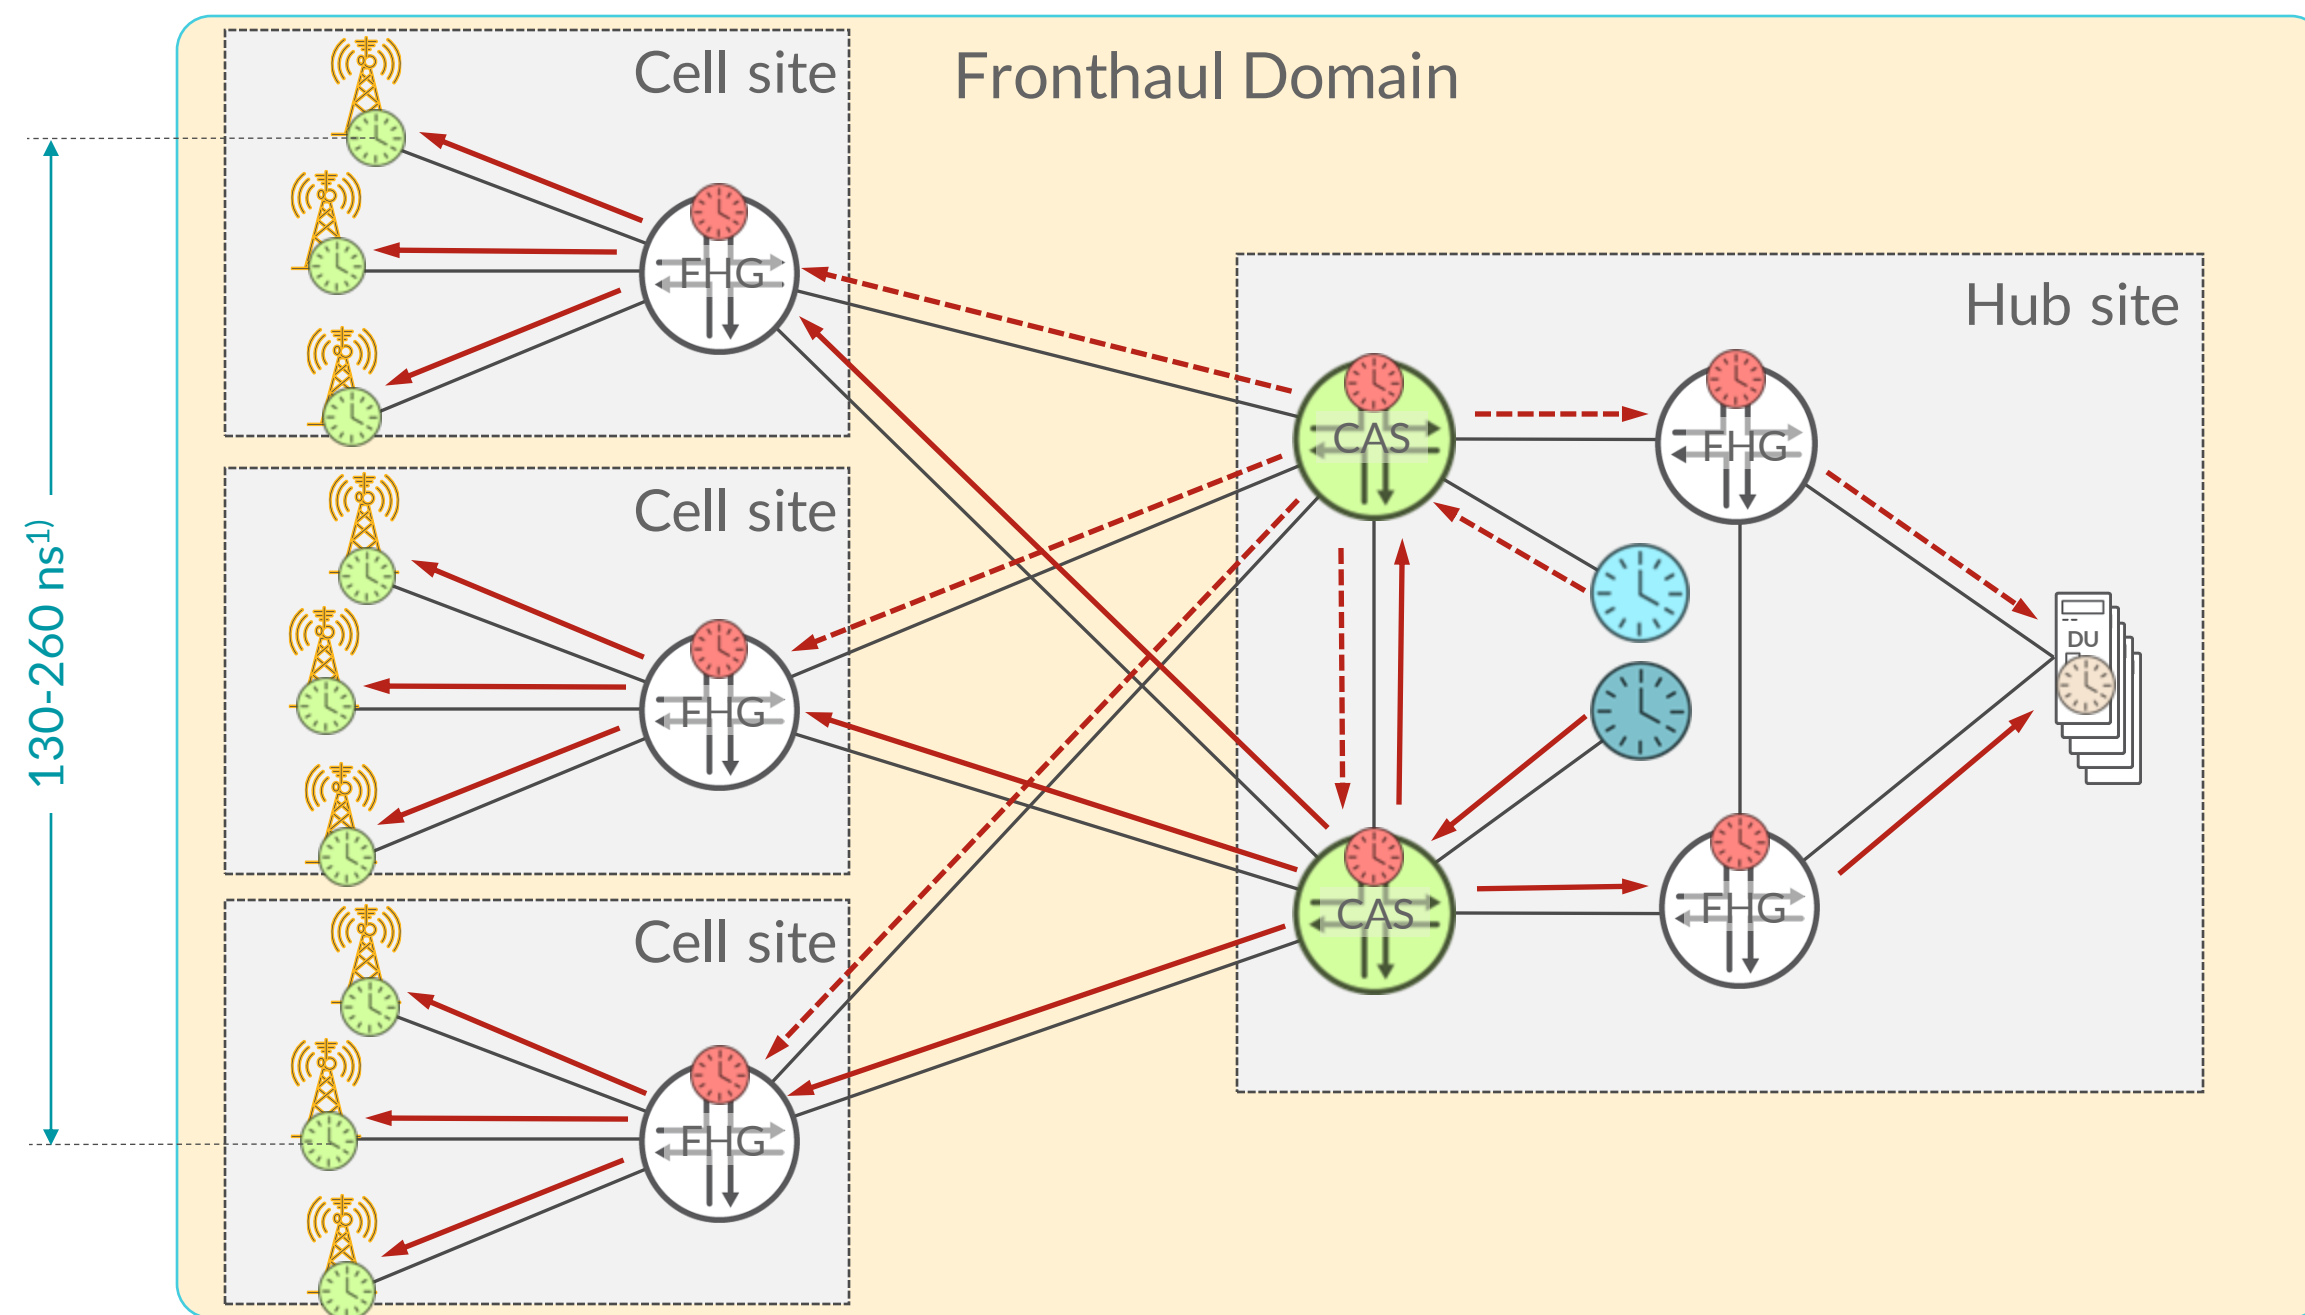 Fronthaul Domain
Cell site
FHG
Cell site
FHG
Cell site
FHG
130-260 ns¹⁾
Hub site
CAS
FHG
DU
CAS
FHG